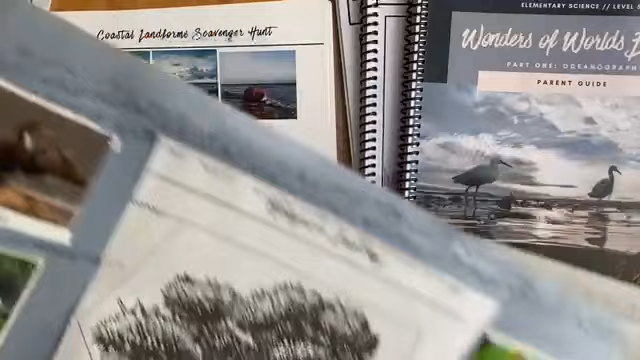 Coastal Landforms Scavenger Hunt
ELEMENTARY SCIENCE // LEVEL
Wonders of Worlds
PART ONE: OCEANOGRAPH
PARENT GUIDE